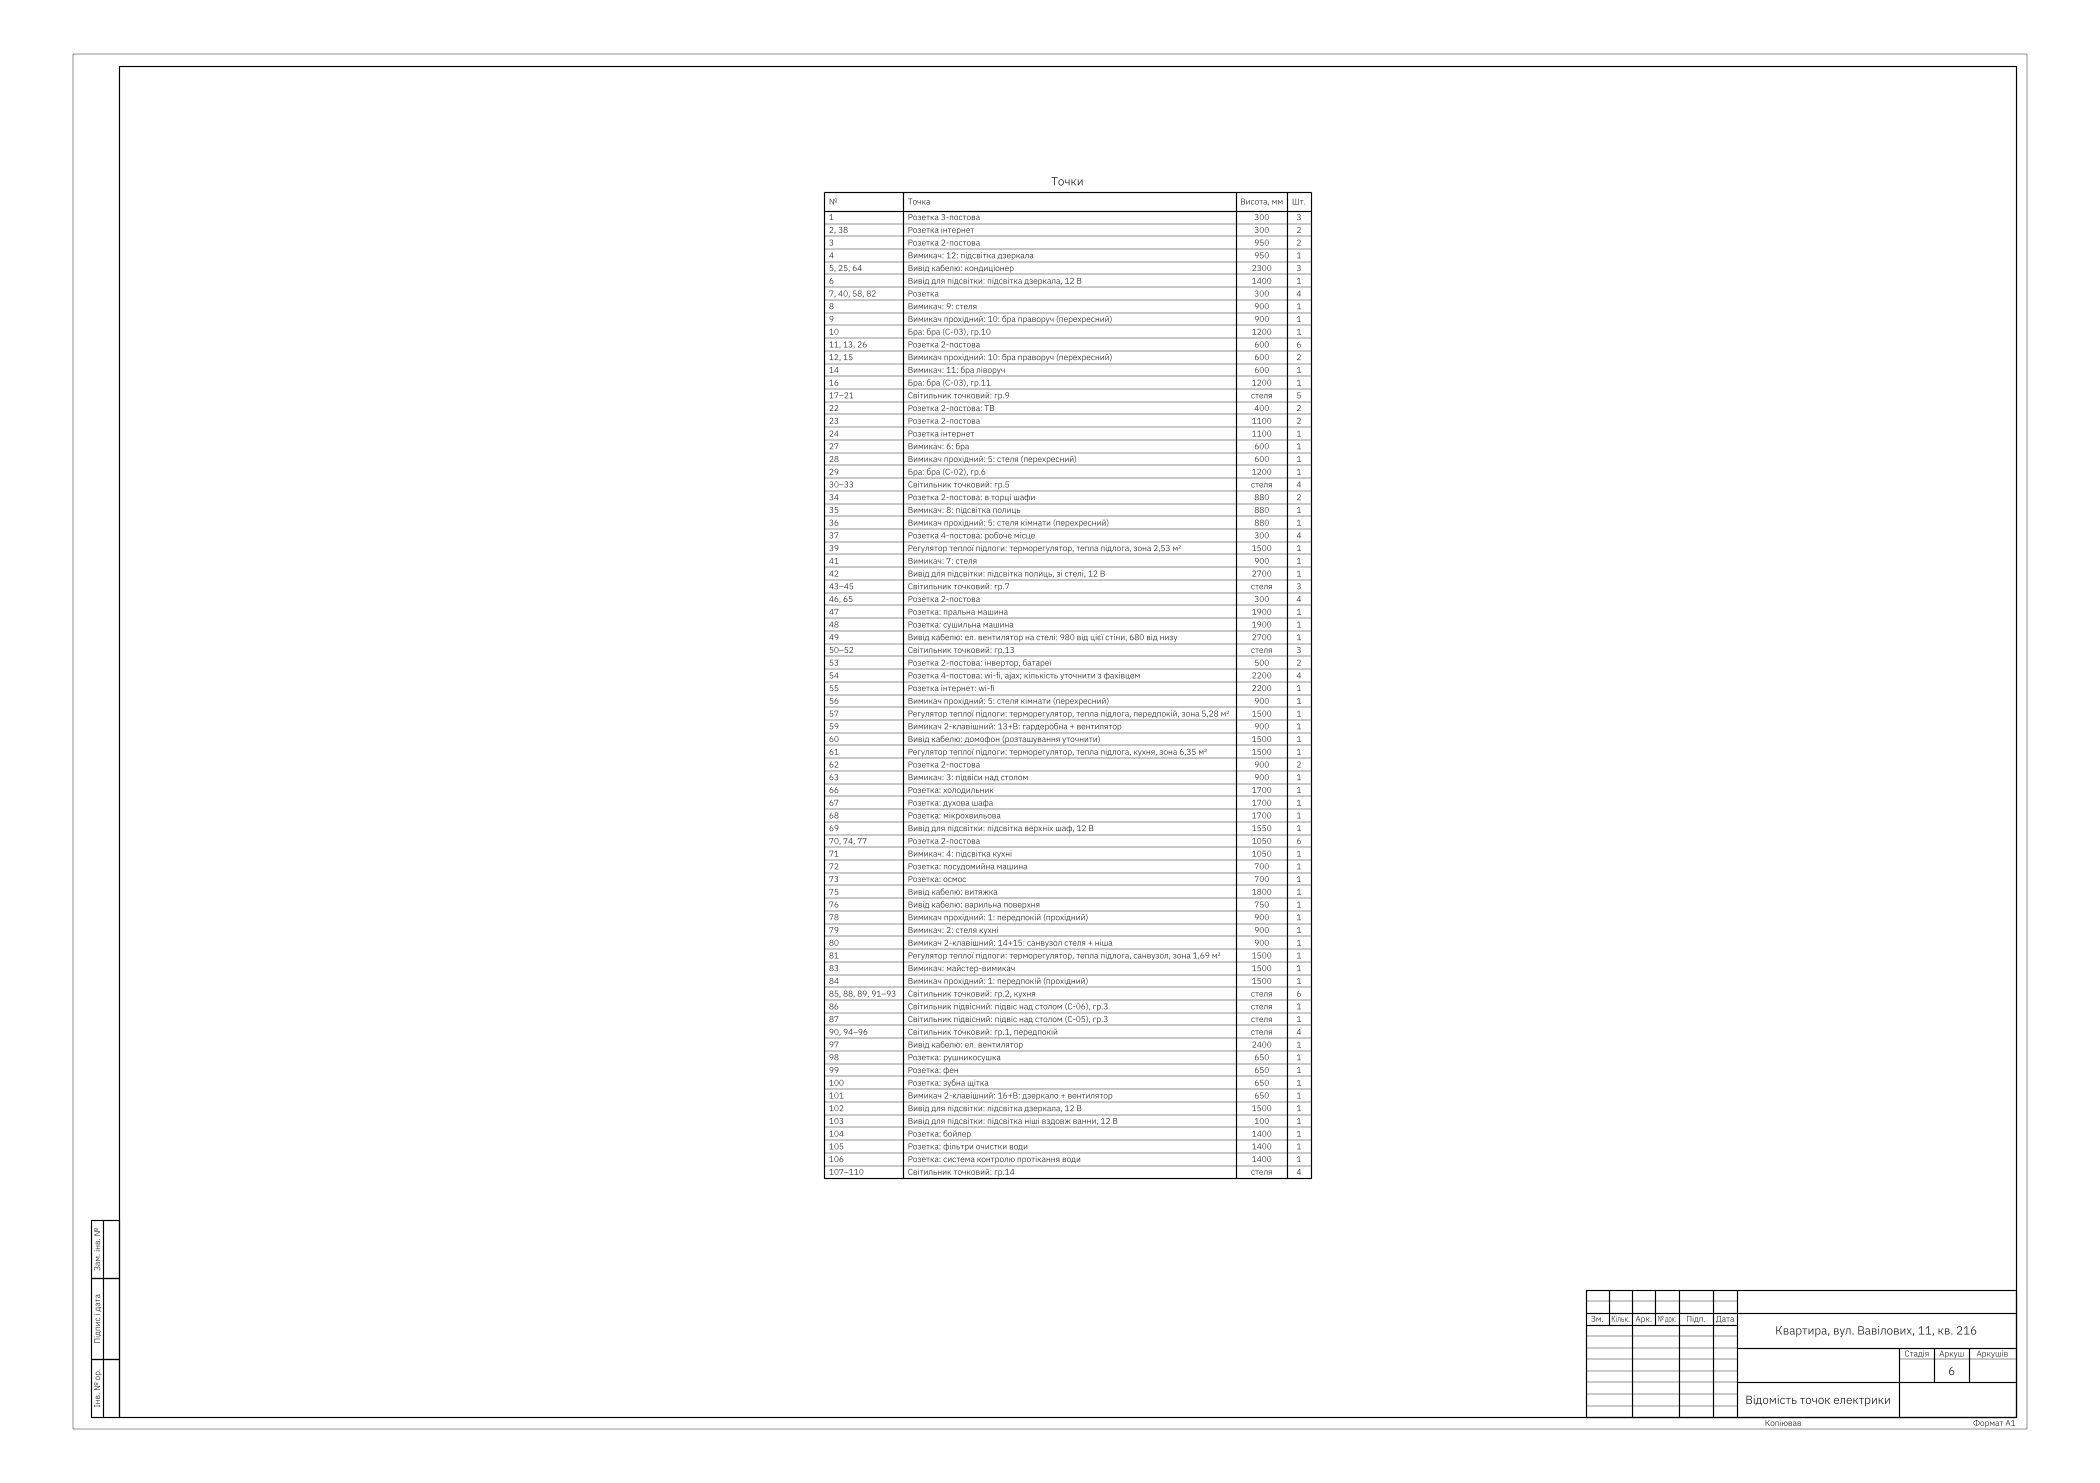 Точки
№ Точка Висота, мм Шт.
1 Розетка 3-постова 300 3
2, 38 Розетка інтернет 300 2
3 Розетка 2-постова 950 2
4 Вимикач: 12: підсвітка дзеркала 950 1
5, 25, 64 Вивід кабелю: кондиціонер 2300 3
6 Вивід для підсвітки: підсвітка дзеркала, 12 В 1400 1
7, 40, 58, 82 Розетка 300 4
8 Вимикач: 9: стеля 900 1
9 Вимикач прохідний: 10: бра праворуч (перехресний) 900 1
10 Бра: бра (С-03), гр.10 1200 1
11, 13, 26 Розетка 2-постова 600 6
12, 15 Вимикач прохідний: 10: бра праворуч (перехресний) 600 2
14 Вимикач: 11: бра ліворуч 600 1
16 Бра: бра (С-03), гр.11 1200 1
17–21 Світильник точковий: гр.9 стеля 5
22 Розетка 2-постова: ТВ 400 2
23 Розетка 2-постова 1100 2
24 Розетка інтернет 1100 1
27 Вимикач: 6: бра 600 1
28 Вимикач прохідний: 5: стеля (перехресний) 600 1
29 Бра: бра (С-02), гр.6 1200 1
30–33 Світильник точковий: гр.5 стеля 4
34 Розетка 2-постова: в торці шафи 880 2
35 Вимикач: 8: підсвітка полиць 880 1
36 Вимикач прохідний: 5: стеля кімнати (перехресний) 880 1
37 Розетка 4-постова: робоче місце 300 4
39 Регулятор теплої підлоги: терморегулятор, тепла підлога, зона 2,53 м² 1500 1
41 Вимикач: 7: стеля 900 1
42 Вивід для підсвітки: підсвітка полиць, зі стелі, 12 В 2700 1
43–45 Світильник точковий: гр.7 стеля 3
46, 65 Розетка 2-постова 300 4
47 Розетка: пральна машина 1900 1
48 Розетка: сушильна машина 1900 1
49 Вивід кабелю: ел. вентилятор на стелі: 980 від цієї стіни, 680 від низу 2700 1
50–52 Світильник точковий: гр.13 стеля 3
53 Розетка 2-постова: інвертор, батареї 500 2
54 Розетка 4-постова: wi-fi, ajax; кількість уточнити з фахівцем 2200 4
55 Розетка інтернет: wi-fi 2200 1
56 Вимикач прохідний: 5: стеля кімнати (перехресний) 900 1
57 Регулятор теплої підлоги: терморегулятор, тепла підлога, передпокій, зона 5,28 м² 1500 1
59 Вимикач 2-клавішний: 13+В: гардеробна + вентилятор 900 1
60 Вивід кабелю: домофон (розташування уточнити) 1500 1
61 Регулятор теплої підлоги: терморегулятор, тепла підлога, кухня, зона 6,35 м² 1500 1
62 Розетка 2-постова 900 2
63 Вимикач: 3: підвіси над столом 900 1
66 Розетка: холодильник 1700 1
67 Розетка: духова шафа 1700 1
68 Розетка: мікрохвильова 1700 1
69 Вивід для підсвітки: підсвітка верхніх шаф, 12 В 1550 1
70, 74, 77 Розетка 2-постова 1050 6
71 Вимикач: 4: підсвітка кухні 1050 1
72 Розетка: посудомийна машина 700 1
73 Розетка: осмос 700 1
75 Вивід кабелю: витяжка 1800 1
76 Вивід кабелю: варильна поверхня 750 1
78 Вимикач прохідний: 1: передпокій (прохідний) 900 1
79 Вимикач: 2: стеля кухні 900 1
80 Вимикач 2-клавішний: 14+15: санвузол стеля + ніша 900 1
81 Регулятор теплої підлоги: терморегулятор, тепла підлога, санвузол, зона 1,69 м² 1500 1
83 Вимикач: майстер-вимикач 1500 1
84 Вимикач прохідний: 1: передпокій (прохідний) 1500 1
85, 88, 89, 91–93 Світильник точковий: гр.2, кухня стеля 6
86 Світильник підвісний: підвіс над столом (С-06), гр.3 стеля 1
87 Світильник підвісний: підвіс над столом (С-05), гр.3 стеля 1
90, 94–96 Світильник точковий: гр.1, передпокій стеля 4
97 Вивід кабелю: ел. вентилятор 2400 1
98 Розетка: рушникосушка 650 1
99 Розетка: фен 650 1
100 Розетка: зубна щітка 650 1
101 Вимикач 2-клавішний: 16+В: дзеркало + вентилятор 650 1
102 Вивід для підсвітки: підсвітка дзеркала, 12 В 1500 1
103 Вивід для підсвітки: підсвітка ніші вздовж ванни, 12 В 100 1
104 Розетка: бойлер 1400 1
105 Розетка: фільтри очистки води 1400 1
106 Розетка: система контролю протікання води 1400 1
107–110 Світильник точковий: гр.14 стеля 4
Зам. інв. №
Підпис і дата
Інв. № ор.
Зм. Кільк. Арк. № док. Підп. Дата
Квартира, вул. Вавілових, 11, кв. 216
Стадія Аркуш Аркушів
6
Відомість точок електрики
Копіював Формат А1